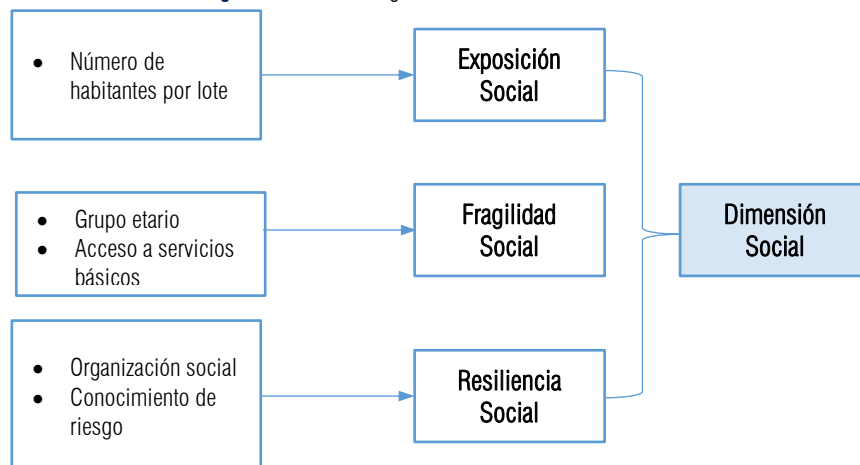 ● Número de
habitantes por lote
Exposición
Social
● Grupo etario
● Acceso a servicios
básicos
Fragilidad
Social
Dimensión
Social
● Organización social
● Conocimiento de
riesgo
Resiliencia
Social